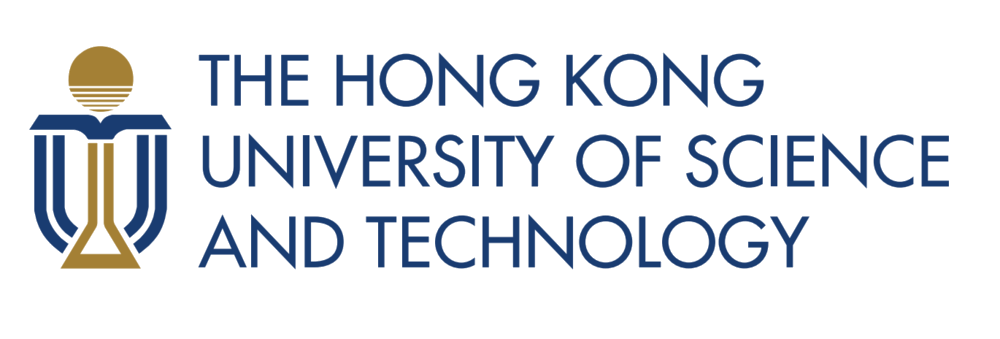 THE HONG KONG
UNIVERSITY OF SCIENCE
AND TECHNOLOGY